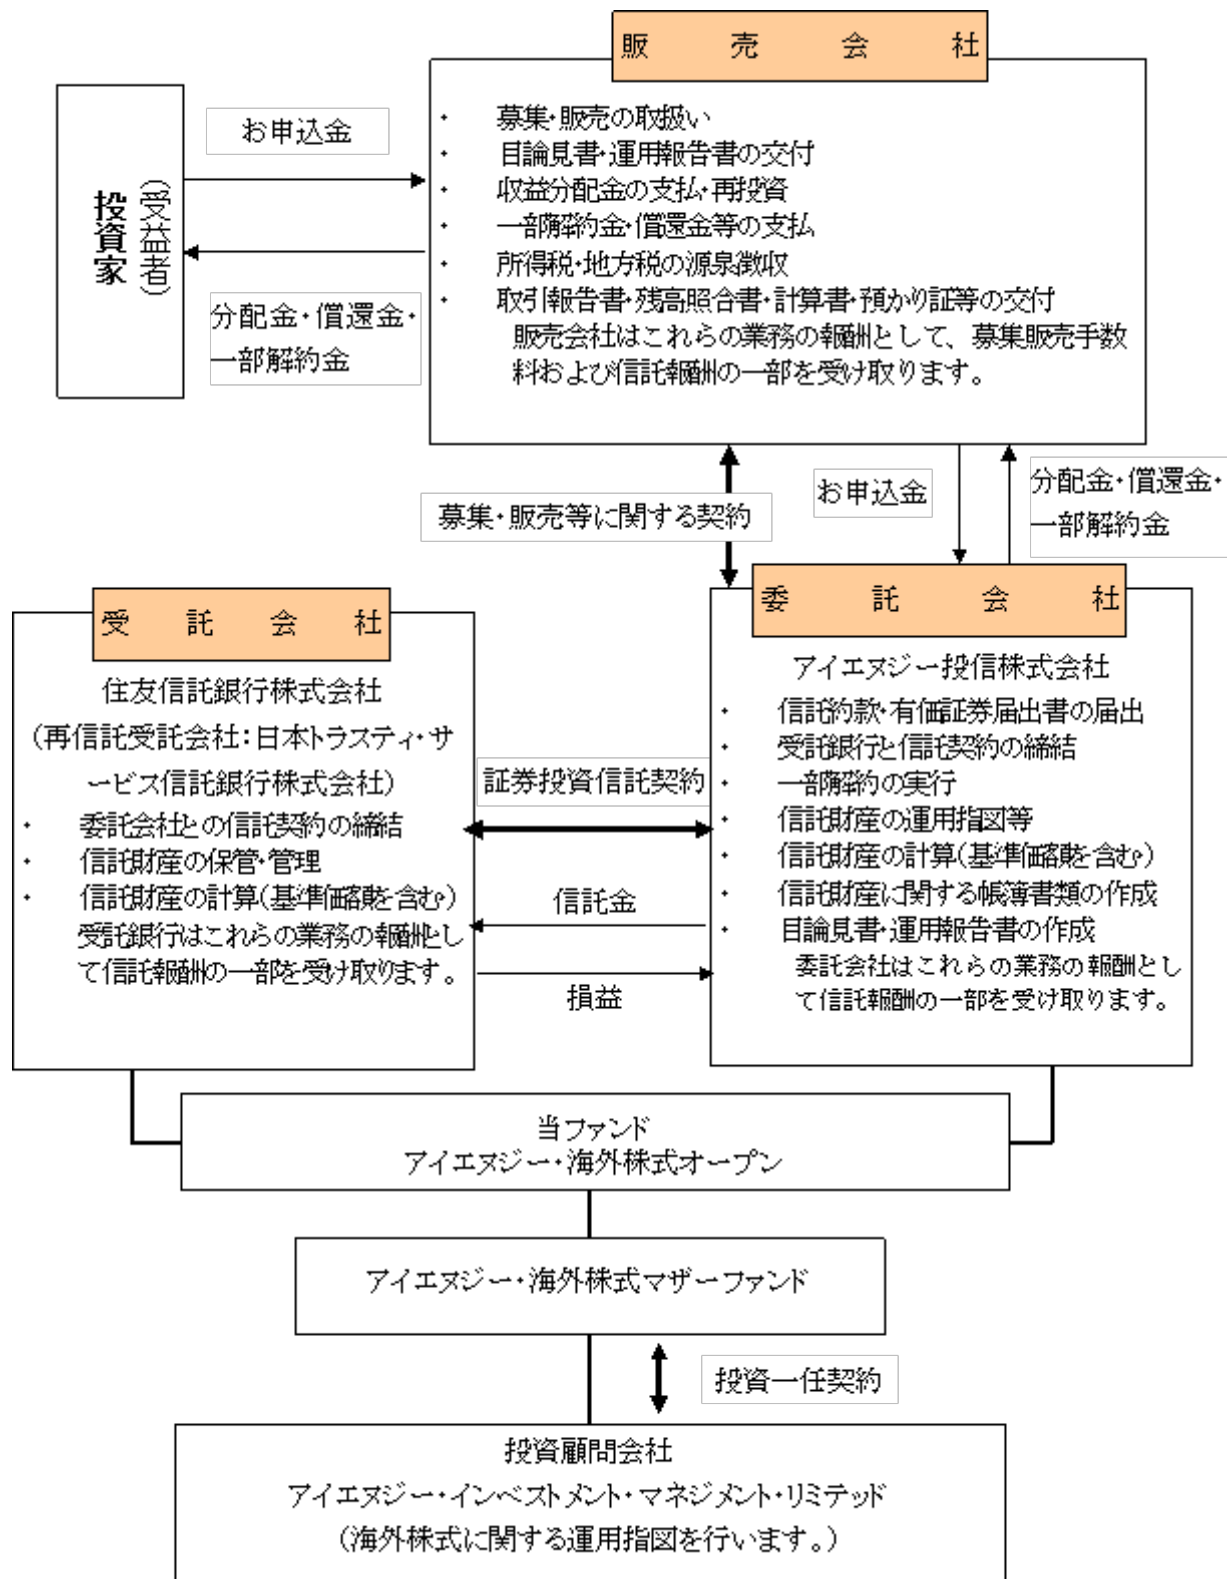 販売会社
投資家
(受益者)
お申込金
分配金・償還金・
一部解約金
・ 募集・販売の取扱い
・ 目論見書・運用報告書の交付
・ 収益分配金の支払・再投資
・ 一部解約金・償還金等の支払
・ 所得税・地方税の源泉徴収
・ 取引報告書・残高照合書・計算書・預かり証等の交付
販売会社はこれらの業務の報酬として、募集販売手数
料および信託報酬の一部を受け取ります。
募集・販売等に関する契約
お申込金
分配金・償還金・
一部解約金
受託会社
住友信託銀行株式会社
(再信託受託会社：日本トラスティ・サ
ービス信託銀行株式会社)
・ 委託会社との信託契約の締結
・ 信託財産の保管・管理
・ 信託財産の計算(基準価額を含む)
受託銀行はこれらの業務の報酬とし
て信託報酬の一部を受け取ります。
証券投資信託契約
信託金
損益
委託会社
アイエヌジー投信株式会社
・ 信託約款・有価証券届出書の届出
・ 受託銀行と信託契約の締結
・ 一部解約の実行
・ 信託財産の運用指図等
・ 信託財産の計算(基準価額を含む)
・ 信託財産に関する帳簿書類の作成
・ 目論見書・運用報告書の作成
委託会社はこれらの業務の報酬とし
て信託報酬の一部を受け取ります。
当ファンド
アイエヌジー・海外株式オープン
アイエヌジー・海外株式マザーファンド
投資一任契約
投資顧問会社
アイエヌジー・インベストメント・マネジメント・リミテッド
(海外株式に関する運用指図を行います。)